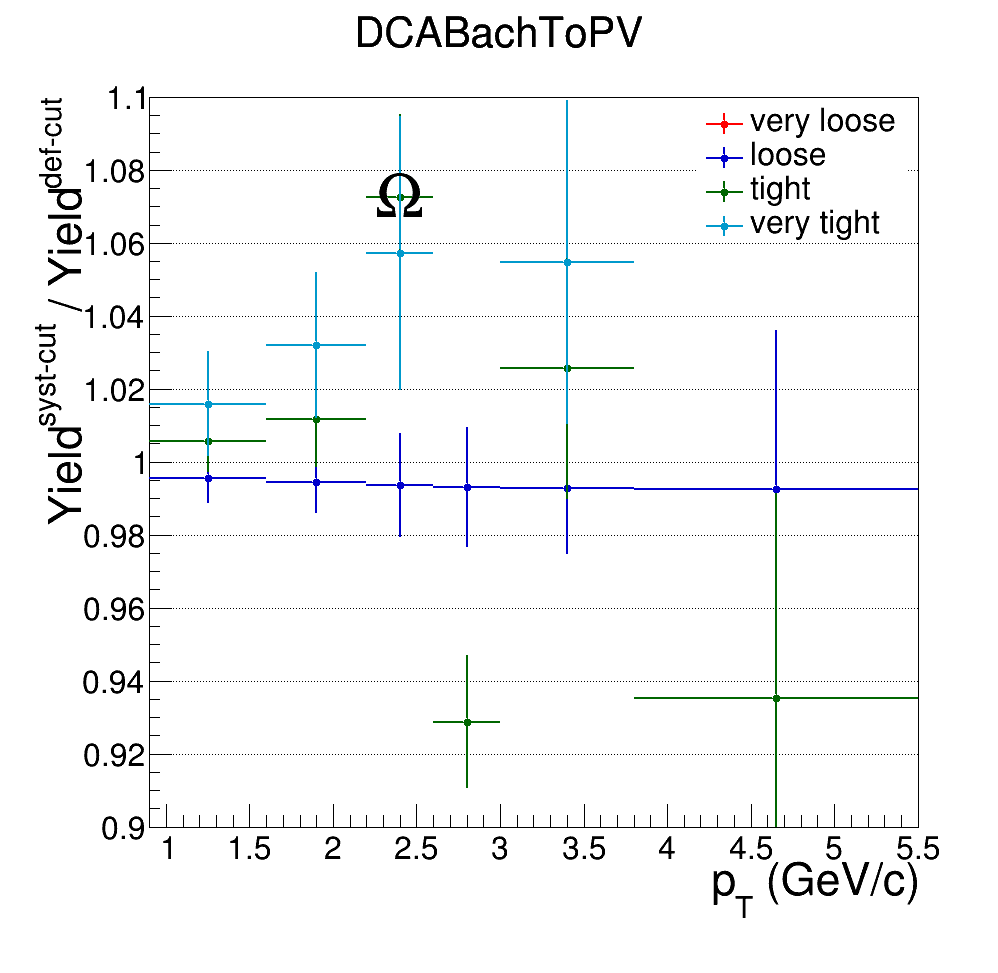 DCABachToPV
Yield^syst-cut / Yield^def-cut
1.1
1.08
1.06
1.04
1.02
1
0.98
0.96
0.94
0.92
0.9
Ω
very loose
loose
tight
very tight
1 1.5 2 2.5 3 3.5 4 4.5 5 5.5
p_T (GeV/c)